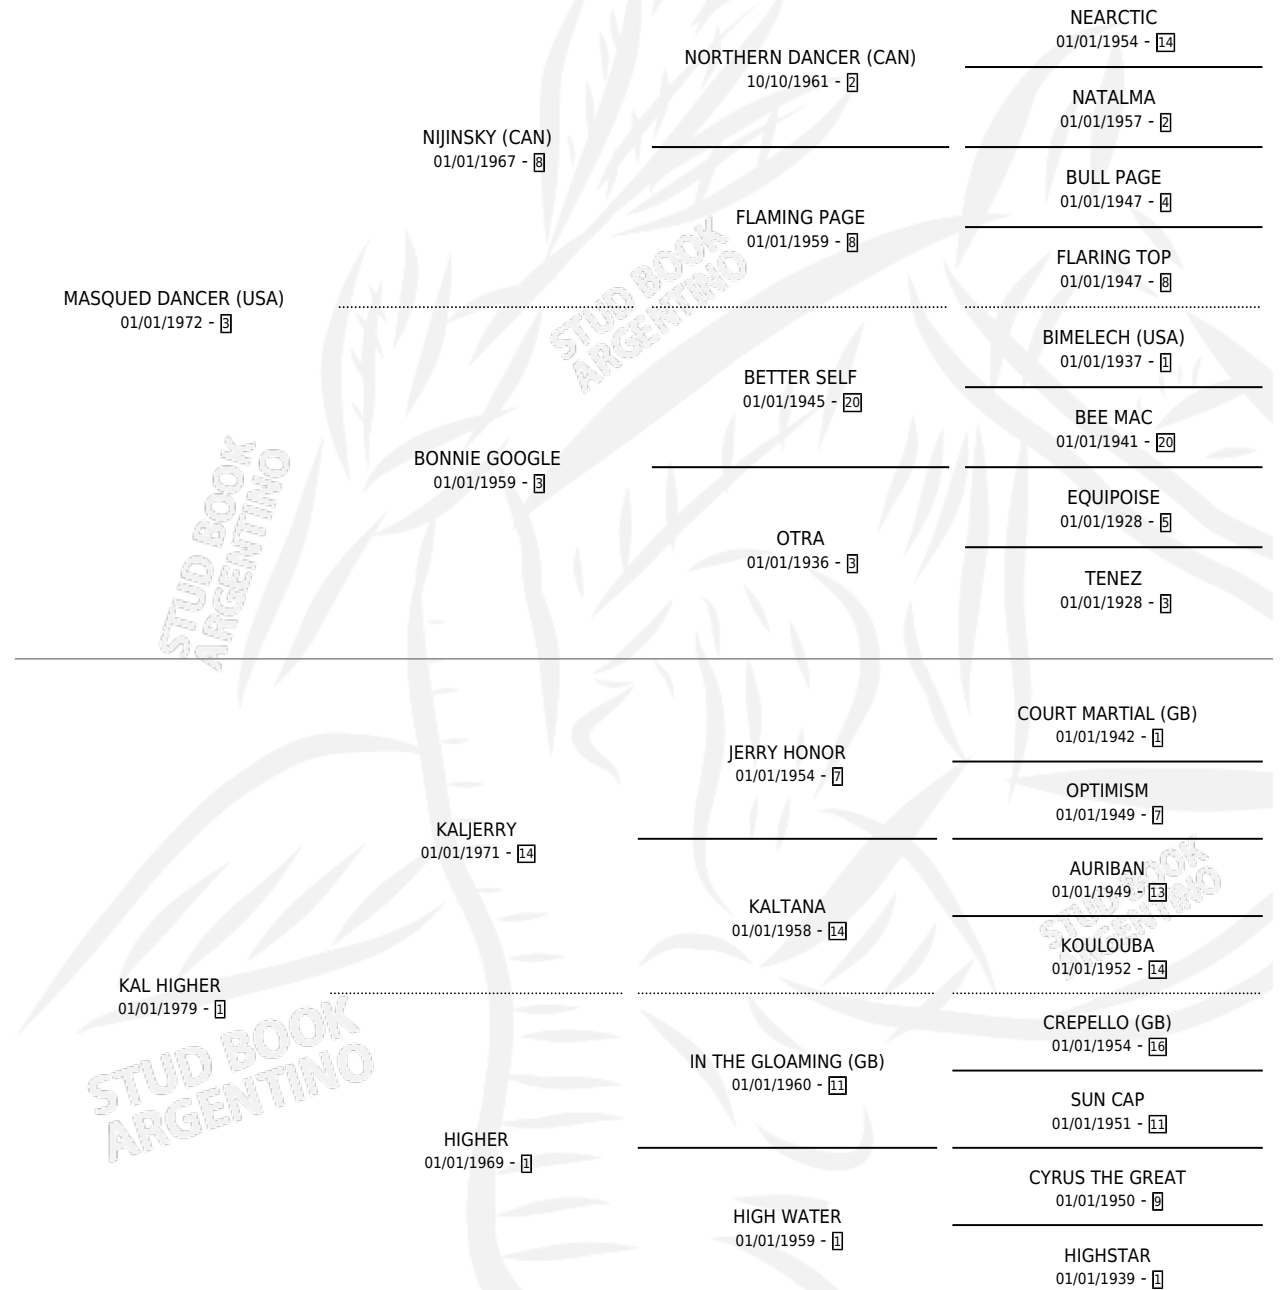 NEARCTIC
01/01/1954 - 14
NORTHERN DANCER (CAN)
10/10/1961 - 2
NATALMA
01/01/1957 - 2
NIJINSKY (CAN)
01/01/1967 - 8
BULL PAGE
01/01/1947 - 4
FLAMING PAGE
01/01/1959 - 8
FLARING TOP
01/01/1947 - 8
MASQUED DANCER (USA)
01/01/1972 - 3
STUD BOOK
ARGENTINO
BIMELECH (USA)
01/01/1937 - 1
BETTER SELF
01/01/1945 - 20
BEE MAC
01/01/1941 - 20
BONNIE GOOGLE
01/01/1959 - 3
EQUIPOISE
01/01/1928 - 5
OTRA
01/01/1936 - 3
TENEZ
01/01/1928 - 3
STUD BOOK
ARGENTINO
COURT MARTIAL (GB)
01/01/1942 - 1
JERRY HONOR
01/01/1954 - 7
OPTIMISM
01/01/1949 - 7
KALJERRY
01/01/1971 - 14
AURIBAN
01/01/1949 - 13
KALTANA
01/01/1958 - 14
STUD BOOK
ARGENTINO
KOULOUBA
01/01/1952 - 14
KAL HIGHER
01/01/1979 - 1
STUD BOOK
ARGENTINO
CREPELLO (GB)
01/01/1954 - 16
IN THE GLOAMING (GB)
01/01/1960 - 11
SUN CAP
01/01/1951 - 11
HIGHER
01/01/1969 - 1
CYRUS THE GREAT
01/01/1950 - 9
HIGH WATER
01/01/1959 - 1
HIGHSTAR
01/01/1939 - 1